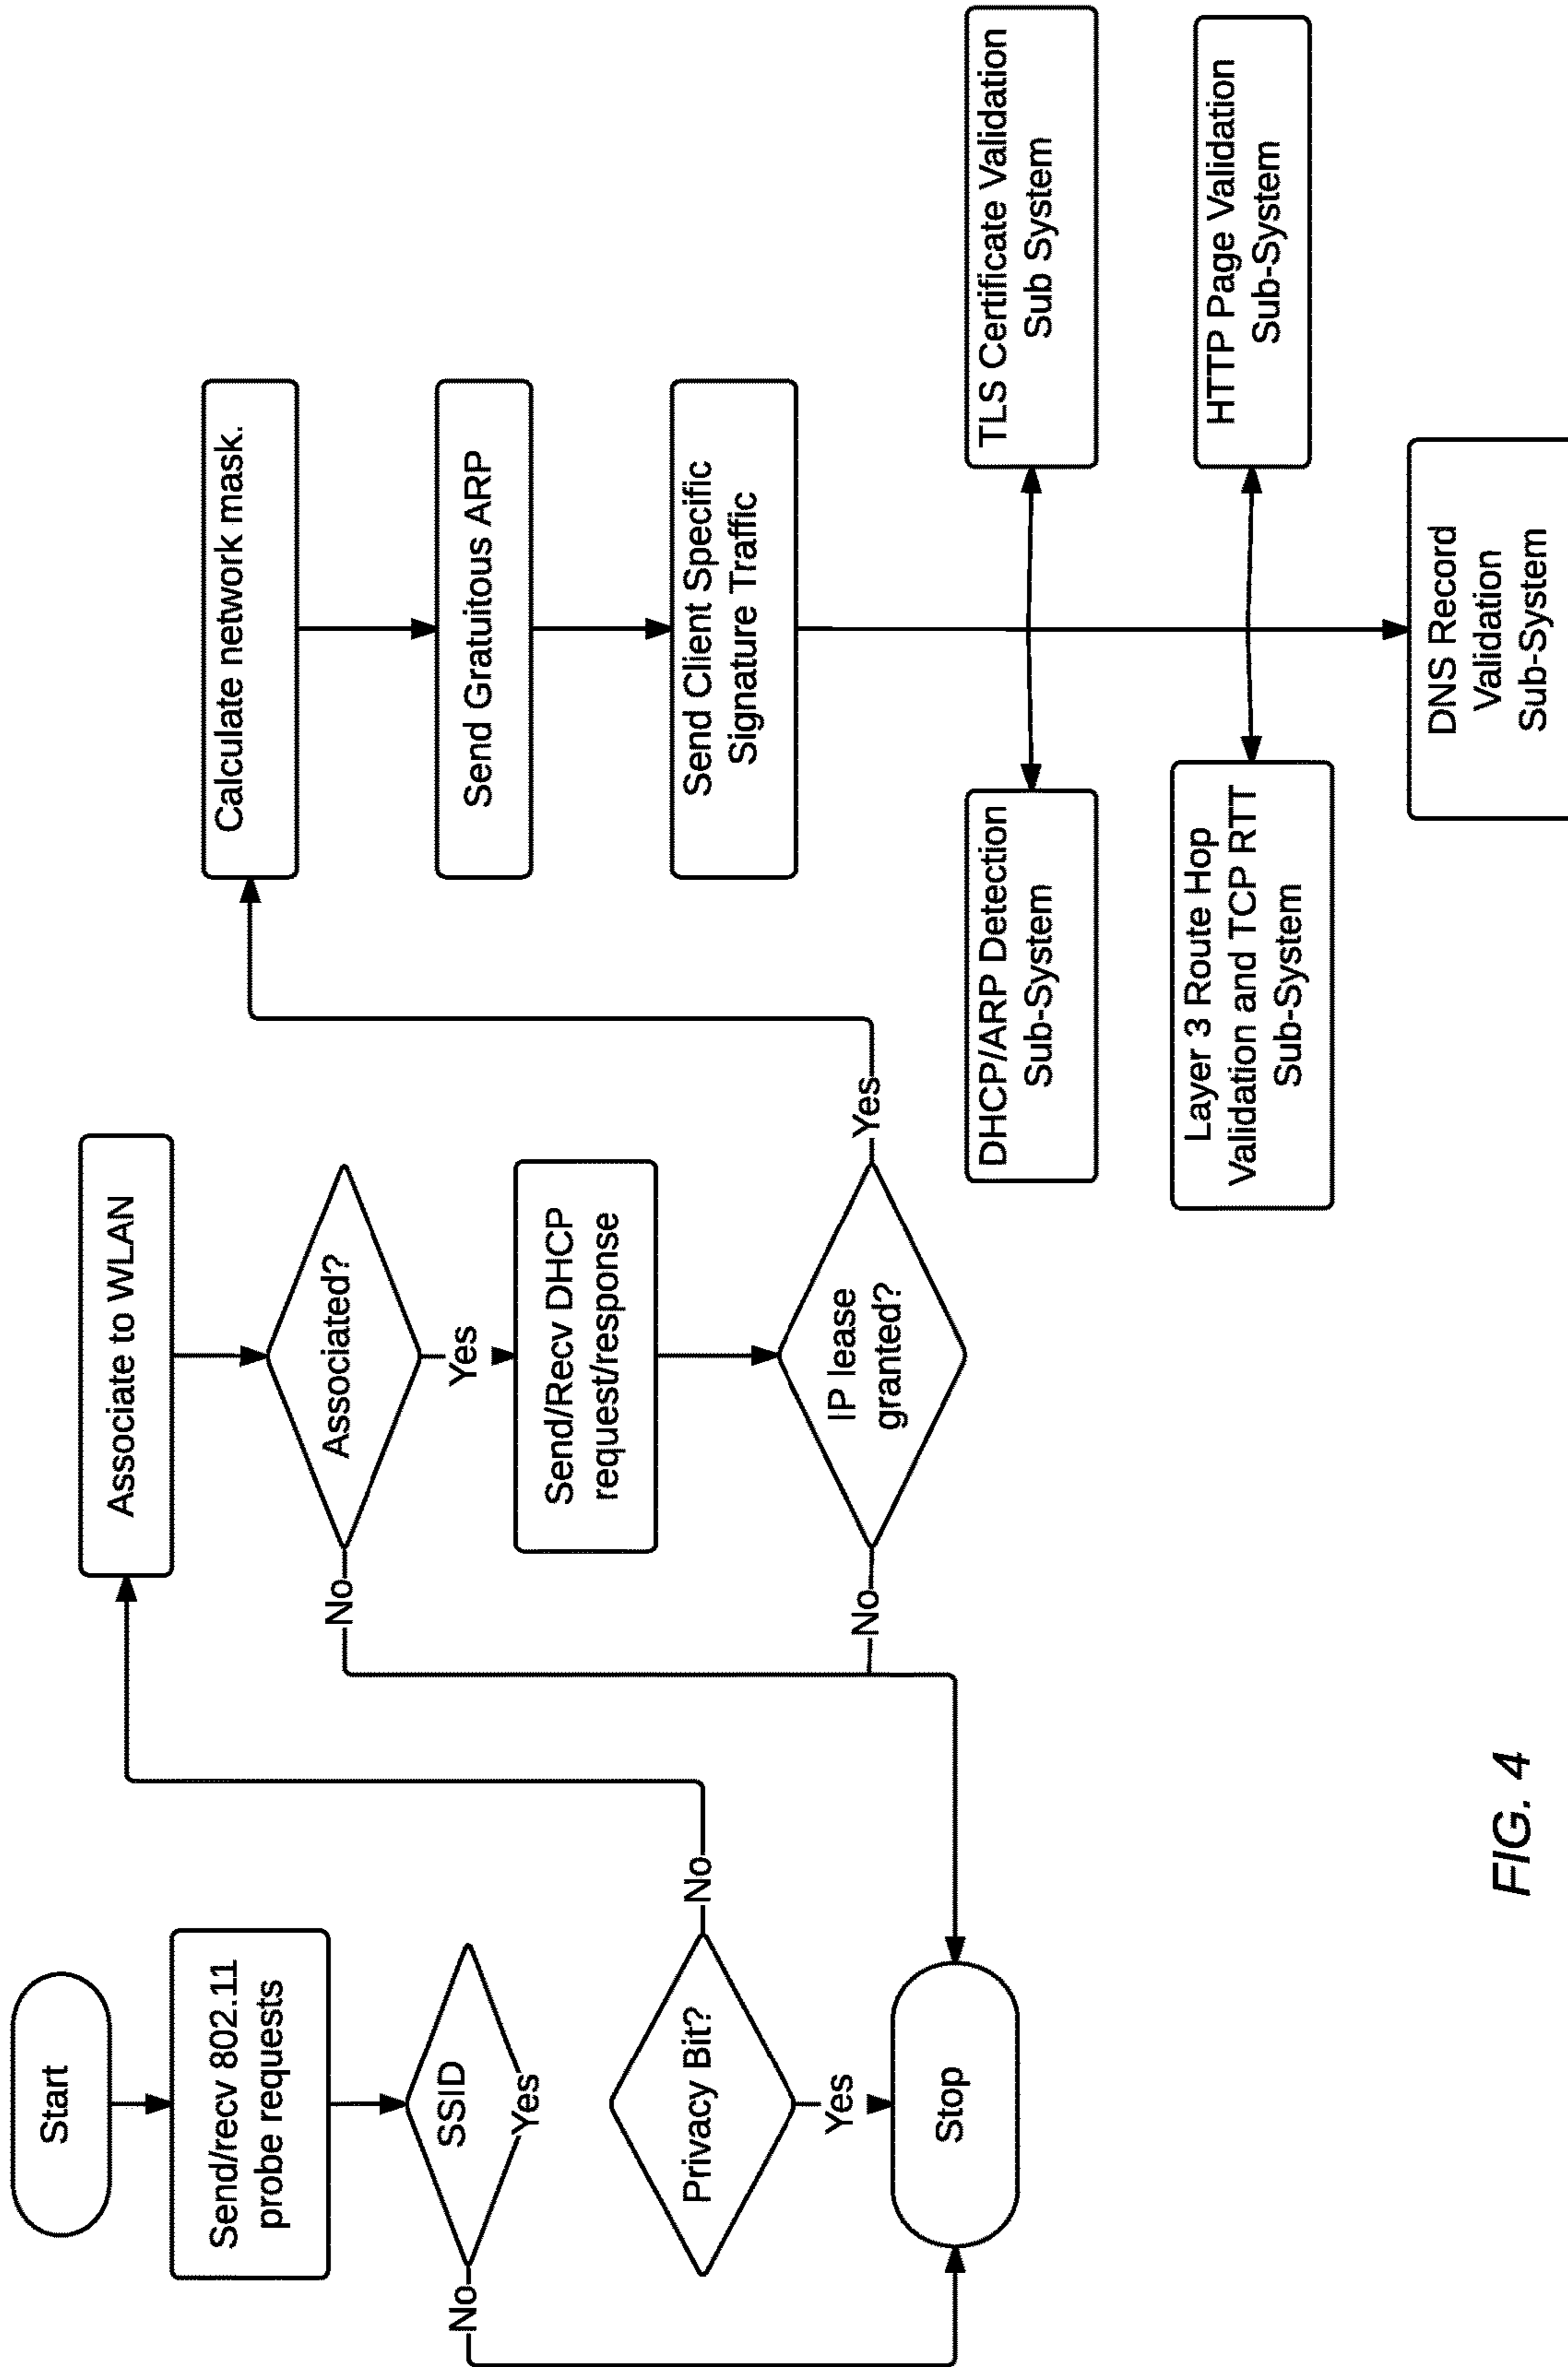 Start
Send/recv 802.11
probe requests
SSID
Yes
No
Privacy Bit?
No
Yes
Stop
Associate to WLAN
Associated?
No
Yes
Send/Recv DHCP
request/response
IP lease
granted?
No
Yes
Calculate network mask.
Send Gratuitous ARP
Send Client Specific
Signature Traffic
DHCP/ARP Detection
Sub-System
TLS Certificate Validation
Sub System
Layer 3 Route Hop
Validation and TCP RTT
Sub-System
HTTP Page Validation
Sub-System
DNS Record
Validation
Sub-System
FIG. 4